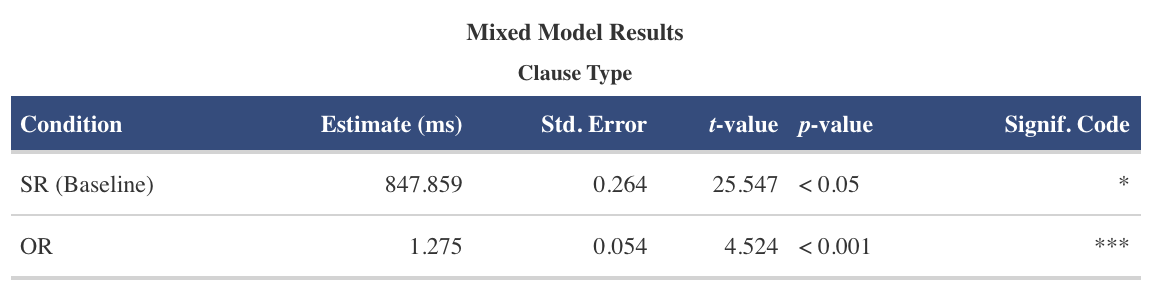 Mixed Model Results
Clause Type
Condition Estimate (ms) Std. Error t-value p-value Signif. Code
SR (Baseline) 847.859 0.264 25.547 < 0.05 *
OR 1.275 0.054 4.524 < 0.001 ***